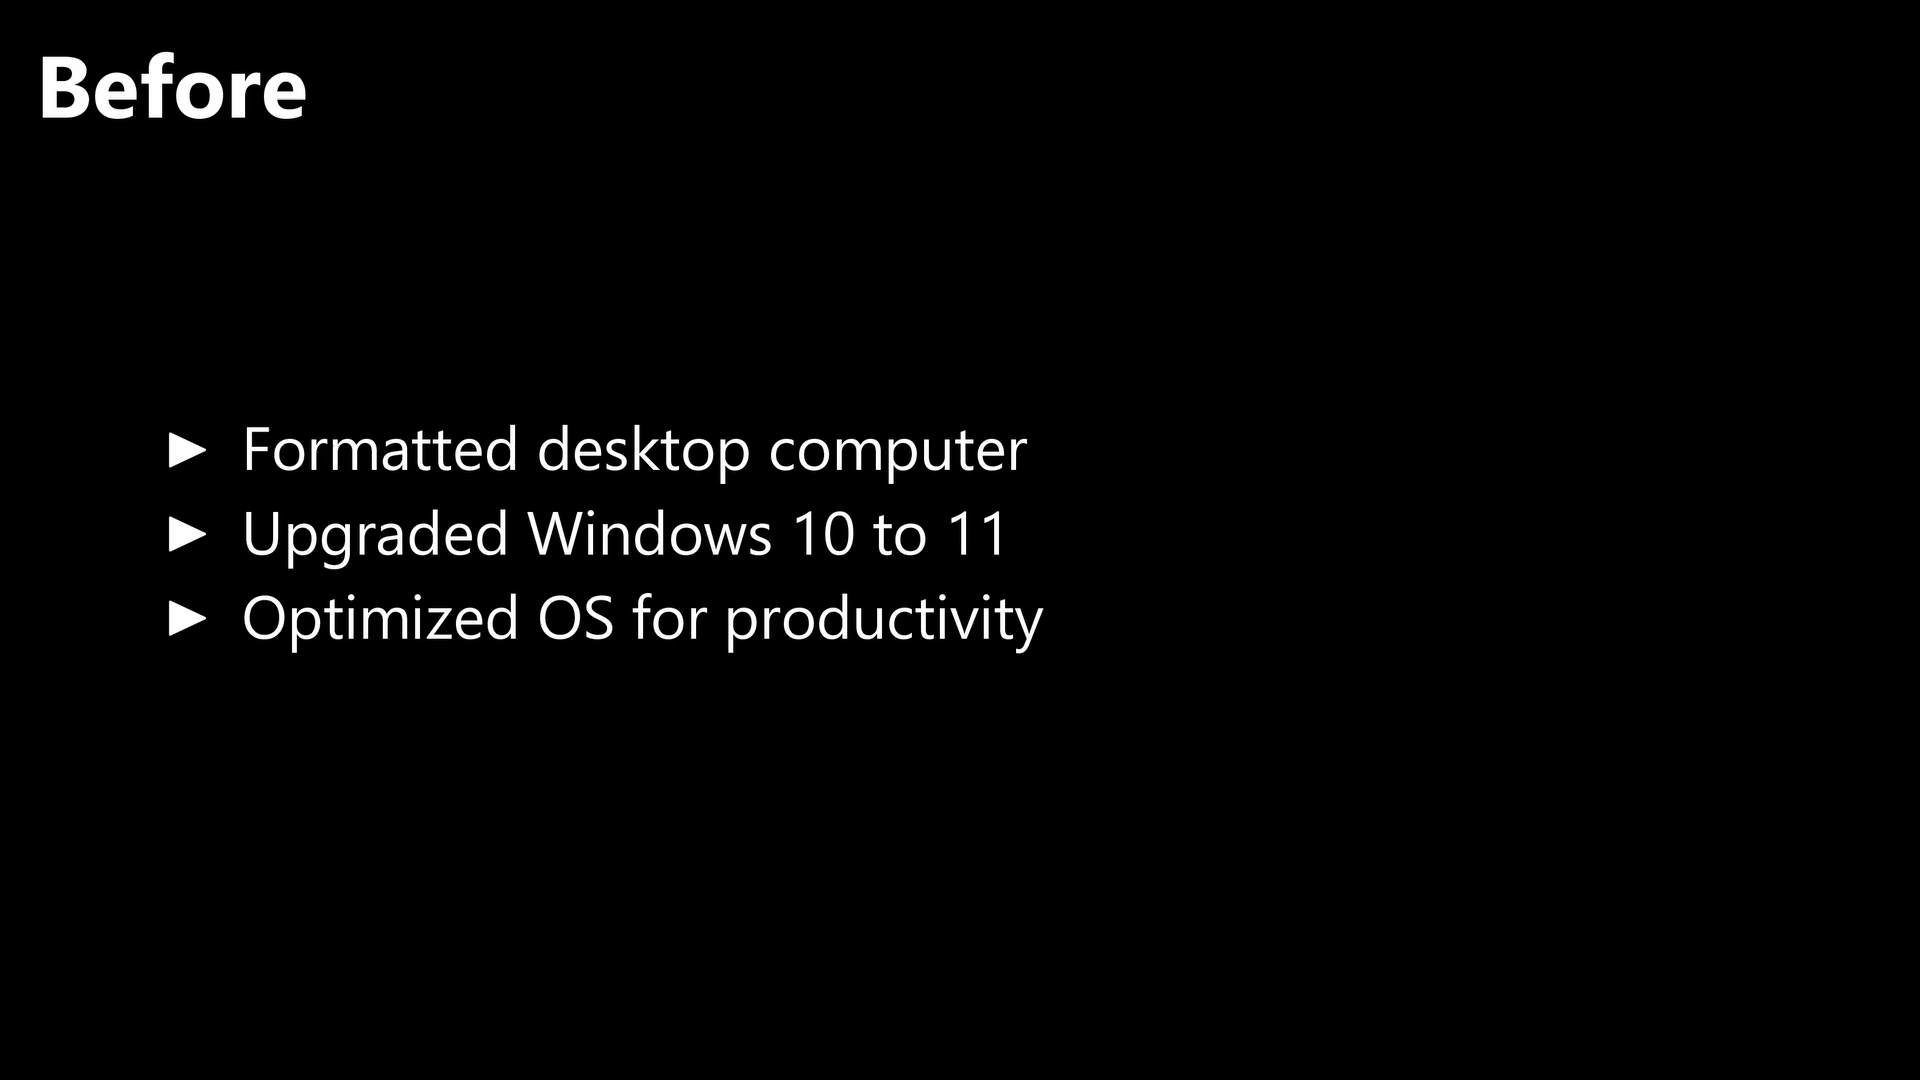 Before
► Formatted desktop computer
► Upgraded Windows 10 to 11
► Optimized OS for productivity